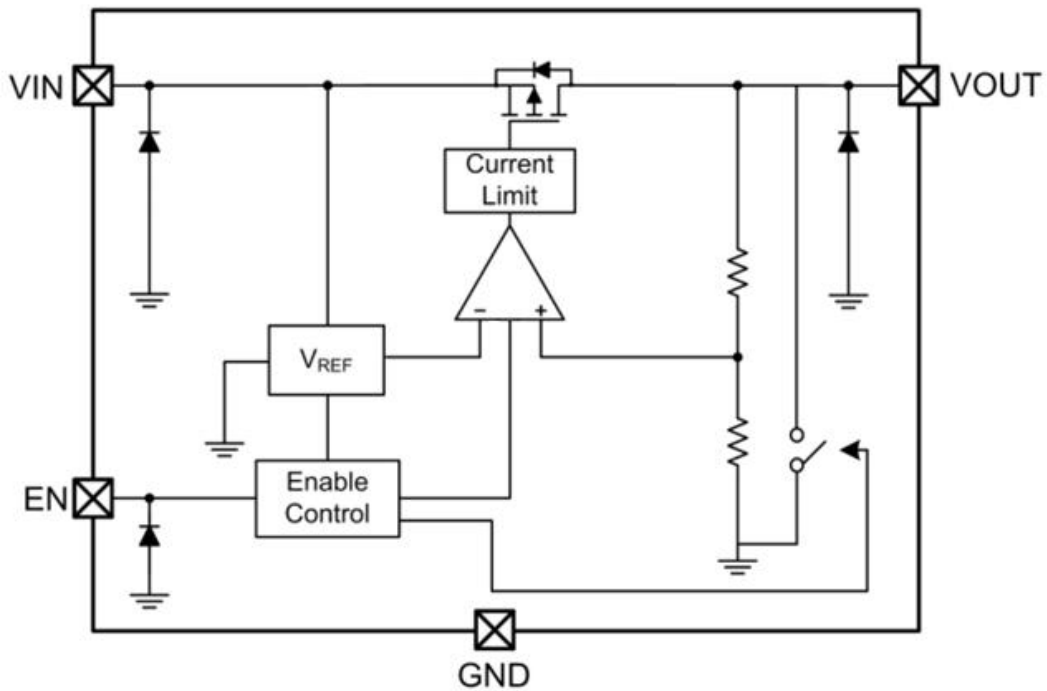 VIN
VOUT
Current
Limit
-
+
VREF
EN
Enable
Control
GND